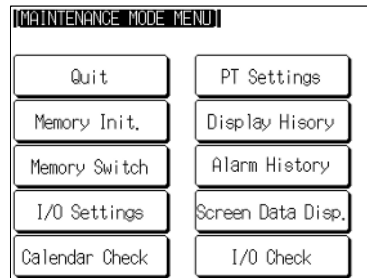 [MAINTENANCE MODE MENU]
Quit
PT Settings
Memory Init.
Display Hisory
Memory Switch
Alarm History
I/O Settings
Screen Data Disp.
Calendar Check
I/O Check